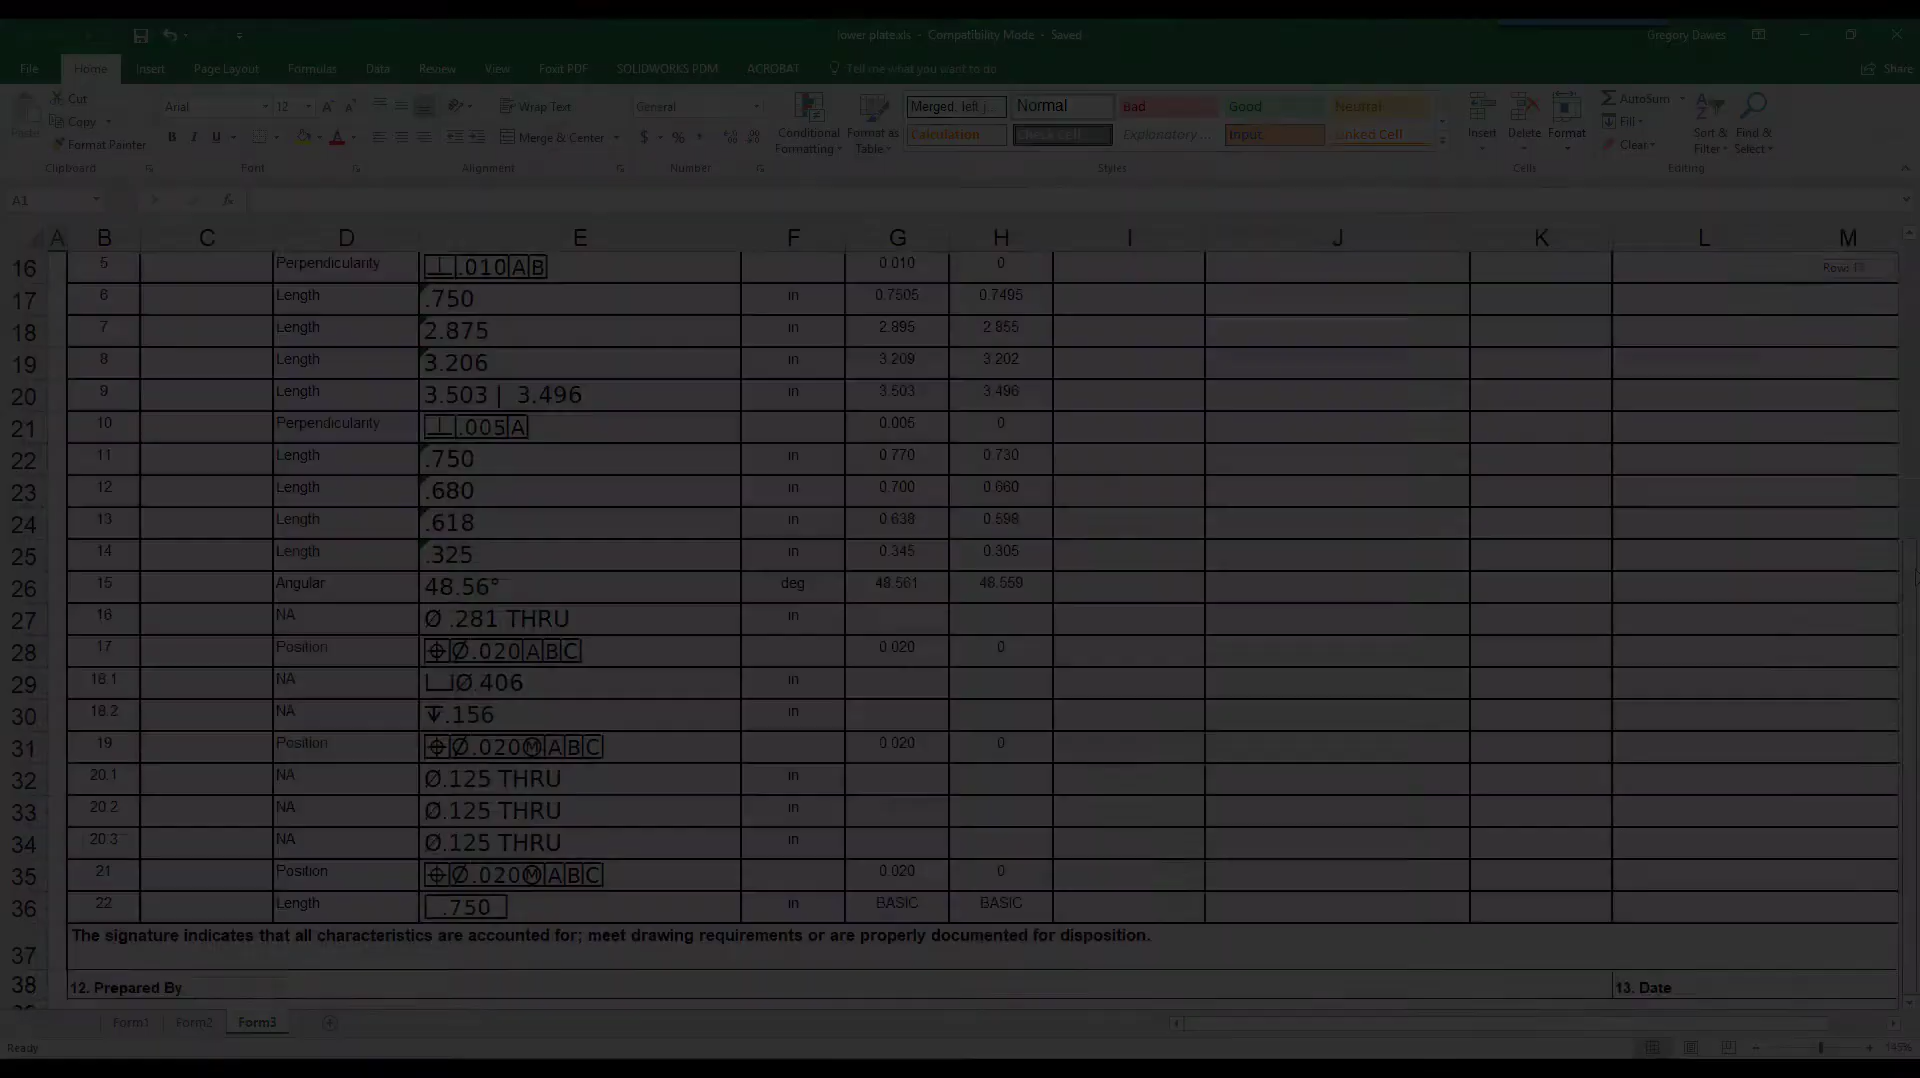 lower plate.xls - Compatibility Mode - Saved Gregory Dawes
File Home Insert Page Layout Formulas Data Review View Foxit PDF SOLIDWORKS PDM ACROBAT Tell me what you want to do Share
Paste Cut Copy Format Painter Clipboard
Arial 12 Font
Wrap Text Merge & Center Alignment
General Number
Conditional Formatting Format as Table
Merged, left j... Normal Bad Good Neutral
Calculation Check Cell Explanatory ... Input Linked Cell
Styles
Insert Delete Format Cells
AutoSum Fill Clear Sort & Filter Find & Select Editing
A1 fx
A B C D E F G H I J K L M
16 5 Perpendicularity ⊥ .010 A B 0.010 0 Row:
17 6 Length .750 in 0.7505 0.7495
18 7 Length 2.875 in 2.895 2.855
19 8 Length 3.206 in 3.209 3.202
20 9 Length 3.503 | 3.496 in 3.503 3.496
21 10 Perpendicularity ⊥ .005 A 0.005 0
22 11 Length .750 in 0.770 0.730
23 12 Length .680 in 0.700 0.660
24 13 Length .618 in 0.638 0.598
25 14 Length .325 in 0.345 0.305
26 15 Angular 48.56° deg 48.561 48.559
27 16 NA Ø .281 THRU in
28 17 Position ⌖ Ø.020 A B C 0.020 0
29 18.1 NA ⌴Ø.406 in
30 18.2 NA ↧.156 in
31 19 Position ⌖ Ø.020Ⓜ A B C 0.020 0
32 20.1 NA Ø.125 THRU in
33 20.2 NA Ø.125 THRU in
34 20.3 NA Ø.125 THRU in
35 21 Position ⌖ Ø.020Ⓜ A B C 0.020 0
36 22 Length .750 in BASIC BASIC
37 The signature indicates that all characteristics are accounted for; meet drawing requirements or are properly documented for disposition.
38 12. Prepared By 13. Date
Form1 Form2 Form3
Ready 145%